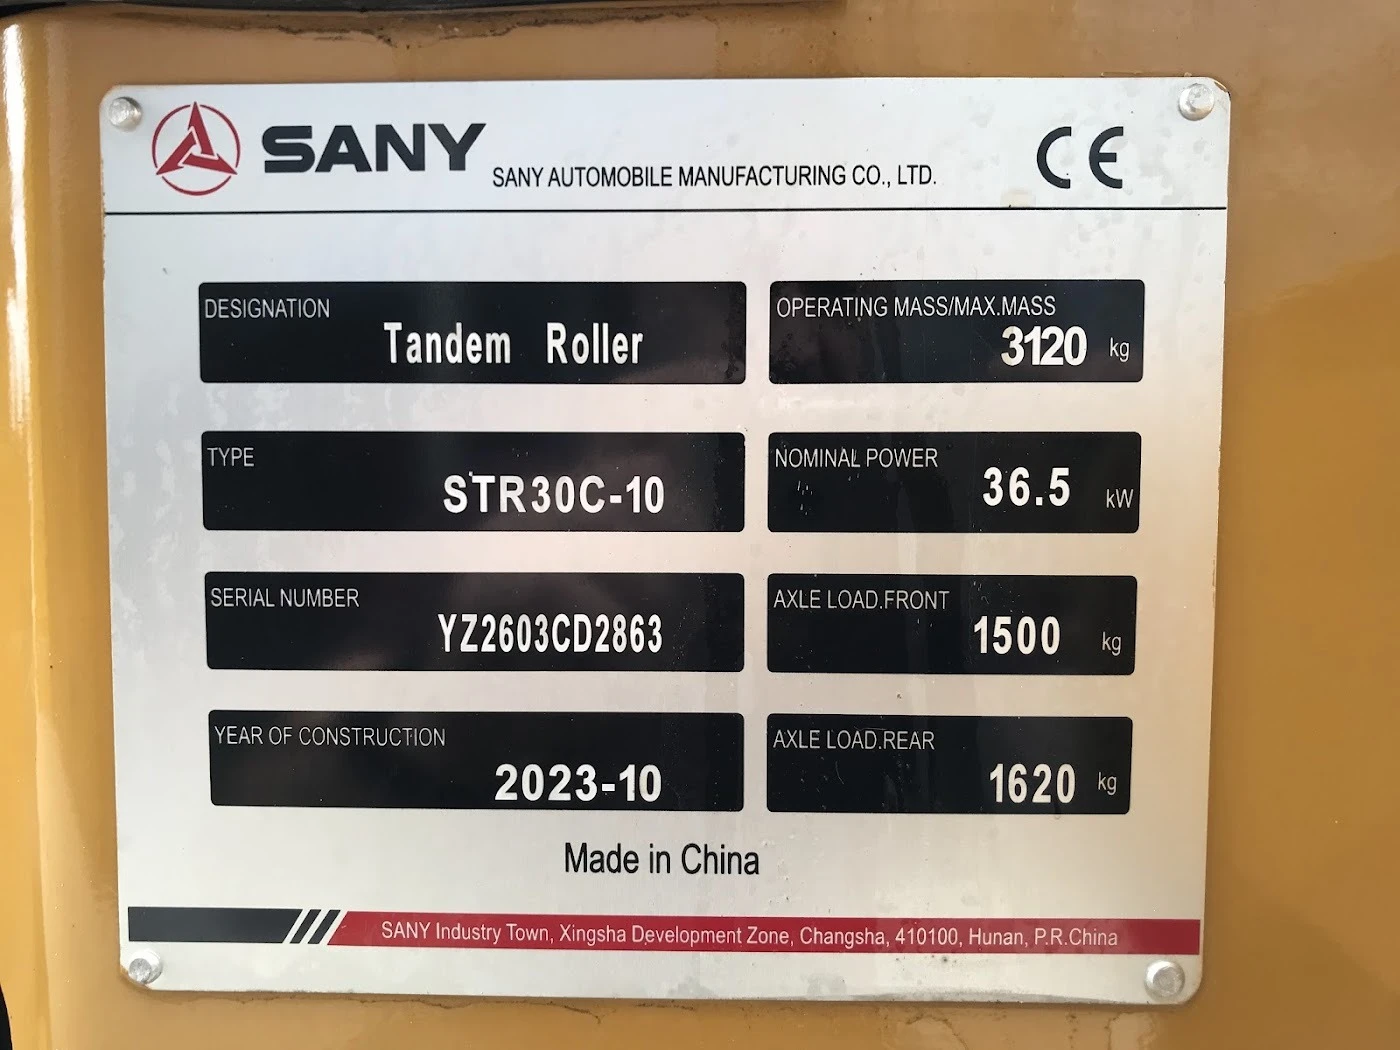 SANY
SANY AUTOMOBILE MANUFACTURING CO., LTD.
CE
DESIGNATION
Tandem Roller
OPERATING MASS/MAX.MASS
3120 kg
TYPE
STR30C-10
NOMINAL POWER
36.5 kW
SERIAL NUMBER
YZ2603CD2863
AXLE LOAD.FRONT
1500 kg
YEAR OF CONSTRUCTION
2023-10
AXLE LOAD.REAR
1620 kg
Made in China
SANY Industry Town, Xingsha Development Zone, Changsha, 410100, Hunan, P.R.China